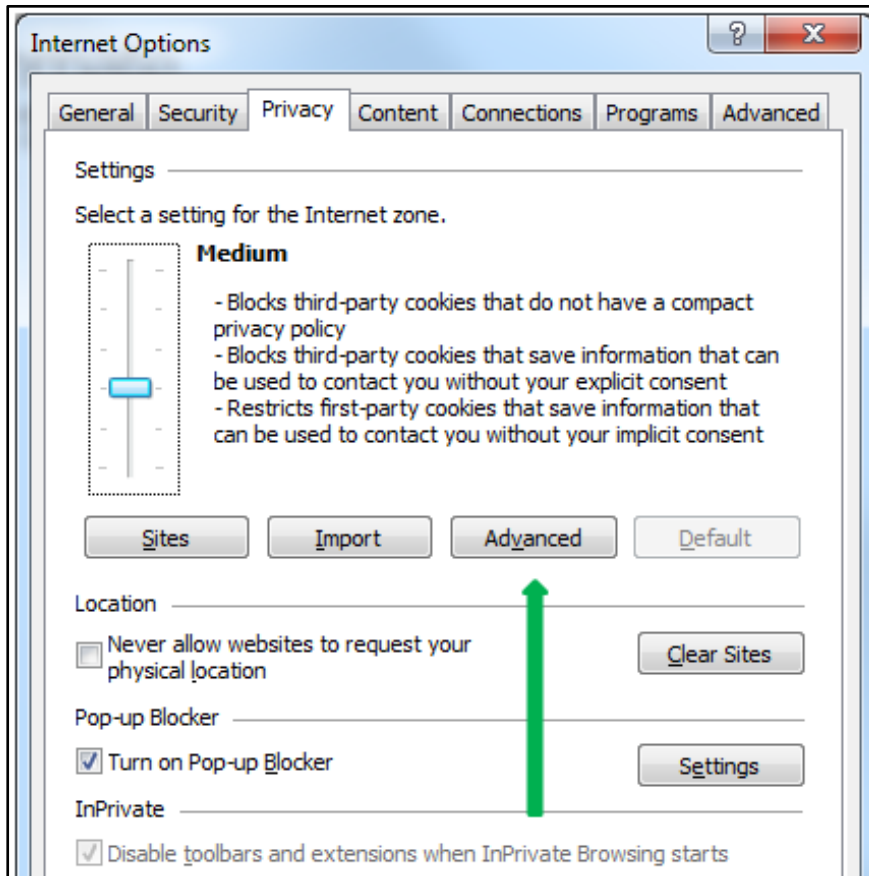 Internet Options
General Security Privacy Content Connections Programs Advanced
Settings
Select a setting for the Internet zone.
Medium
- Blocks third-party cookies that do not have a compact
privacy policy
- Blocks third-party cookies that save information that can
be used to contact you without your explicit consent
- Restricts first-party cookies that save information that
can be used to contact you without your implicit consent
Sites Import Advanced Default
Location
Never allow websites to request your
physical location
Clear Sites
Pop-up Blocker
Turn on Pop-up Blocker Settings
InPrivate
Disable toolbars and extensions when InPrivate Browsing starts